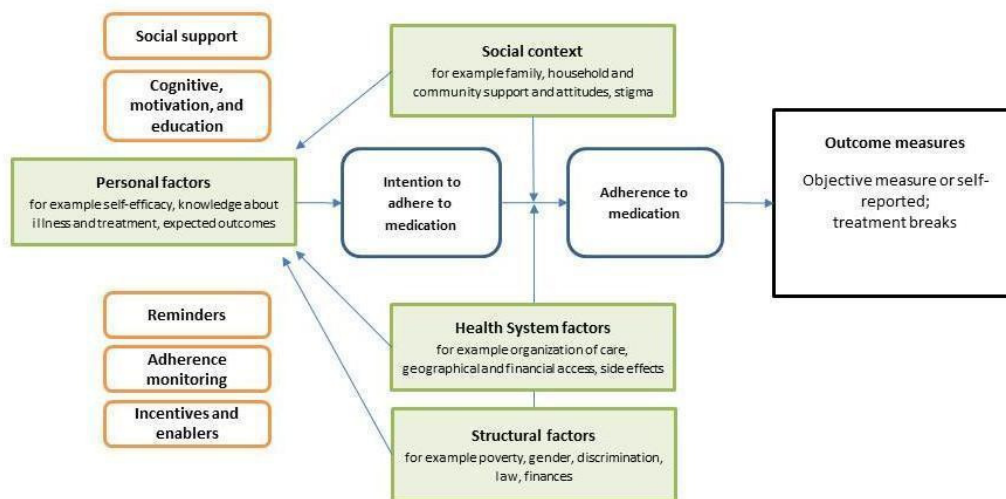 Social support
Cognitive,
motivation, and
education
Social context
for example family, household and
community support and attitudes, stigma
Personal factors
for example self-efficacy, knowledge about
illness and treatment, expected outcomes
Intention to
adhere to
medication
Adherence to
medication
Outcome measures
Objective measure or self-
reported;
treatment breaks
Reminders
Adherence
monitoring
Incentives and
enablers
Health System factors
for example organization of care,
geographical and financial access, side effects
Structural factors
for example poverty, gender, discrimination,
law, finances